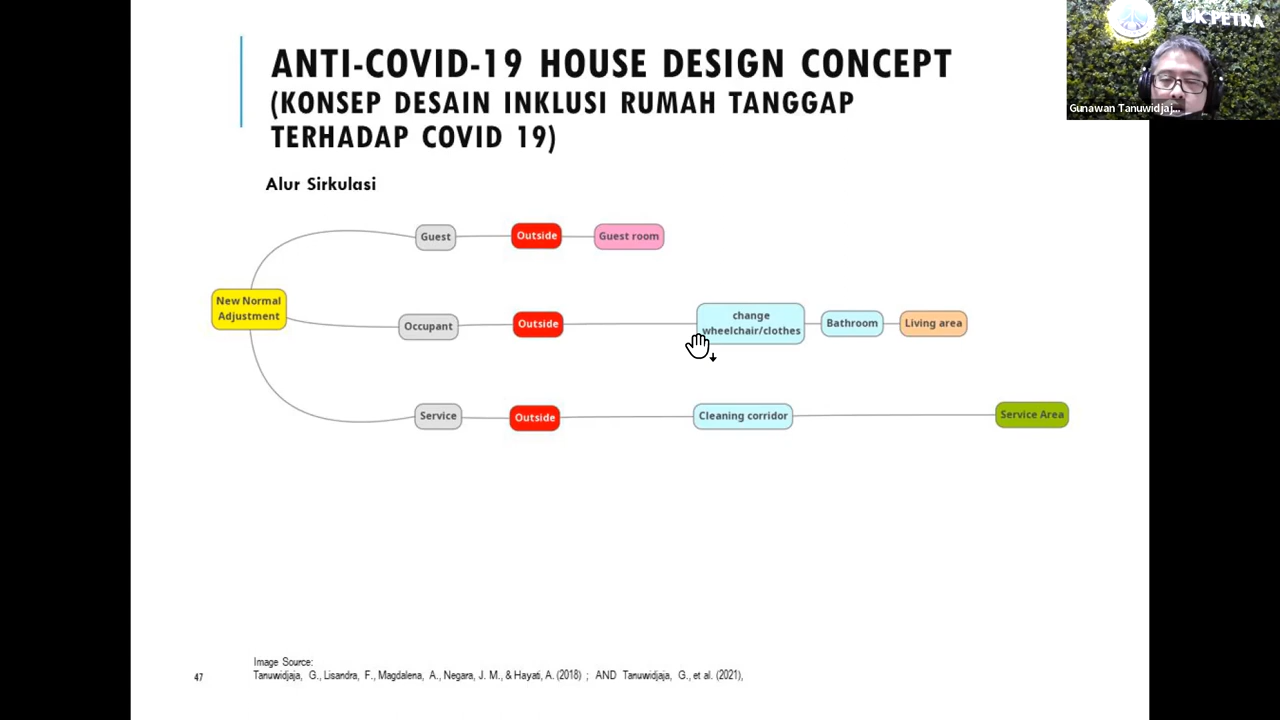 ANTI-COVID-19 HOUSE DESIGN CONCEPT
(KONSEP DESAIN INKLUSI RUMAH TANGGAP
TERHADAP COVID 19)
UK PETRA
Gunawan Tanuwidjaj...
Alur Sirkulasi
Guest
Outside
Guest room
New Normal
Adjustment
Occupant
Outside
change
wheelchair/clothes
Bathroom
Living area
Service
Outside
Cleaning corridor
Service Area
Image Source:
47
Tanuwidjaja, G., Lisandra, F., Magdalena, A., Negara, J. M., & Hayati, A. (2018) ; AND Tanuwidjaja, G., et al. (2021),